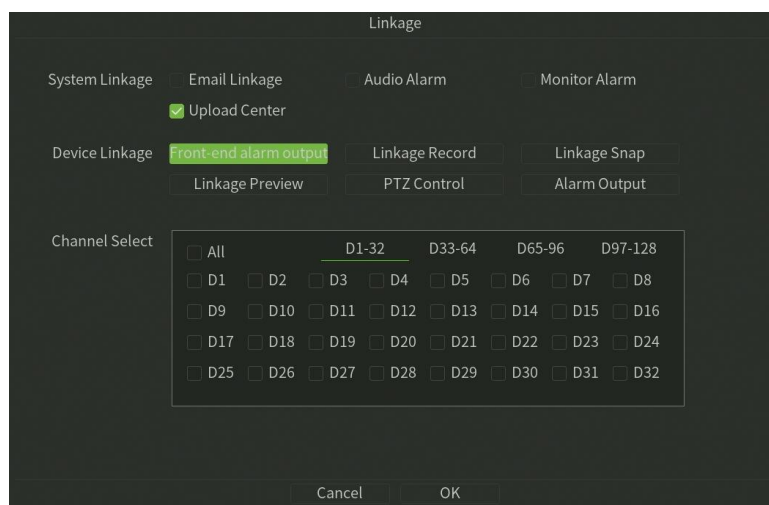 Linkage
System Linkage Email Linkage Audio Alarm Monitor Alarm
Upload Center
Device Linkage Front-end alarm output Linkage Record Linkage Snap
Linkage Preview PTZ Control Alarm Output
Channel Select All D1-32 D33-64 D65-96 D97-128
D1 D2 D3 D4 D5 D6 D7 D8
D9 D10 D11 D12 D13 D14 D15 D16
D17 D18 D19 D20 D21 D22 D23 D24
D25 D26 D27 D28 D29 D30 D31 D32
Cancel OK